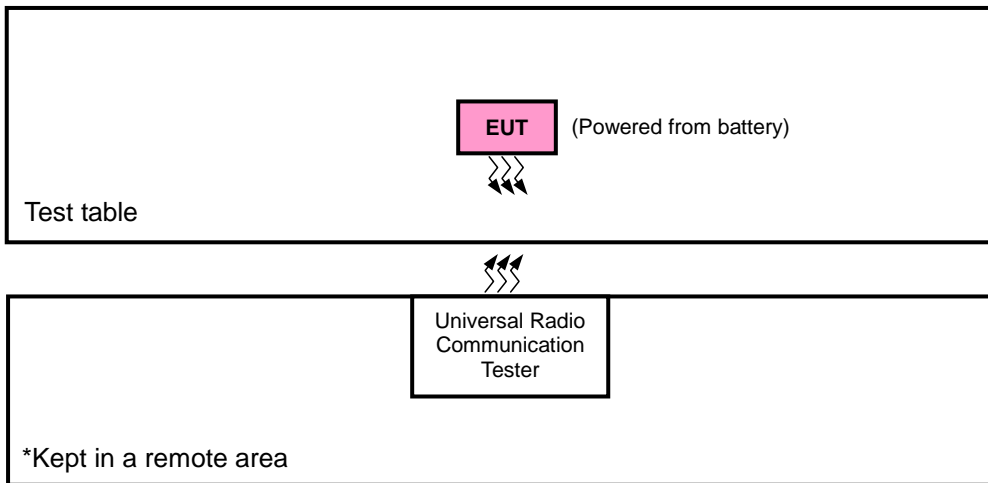 EUT
(Powered from battery)
Test table
Universal Radio
Communication
Tester
*Kept in a remote area